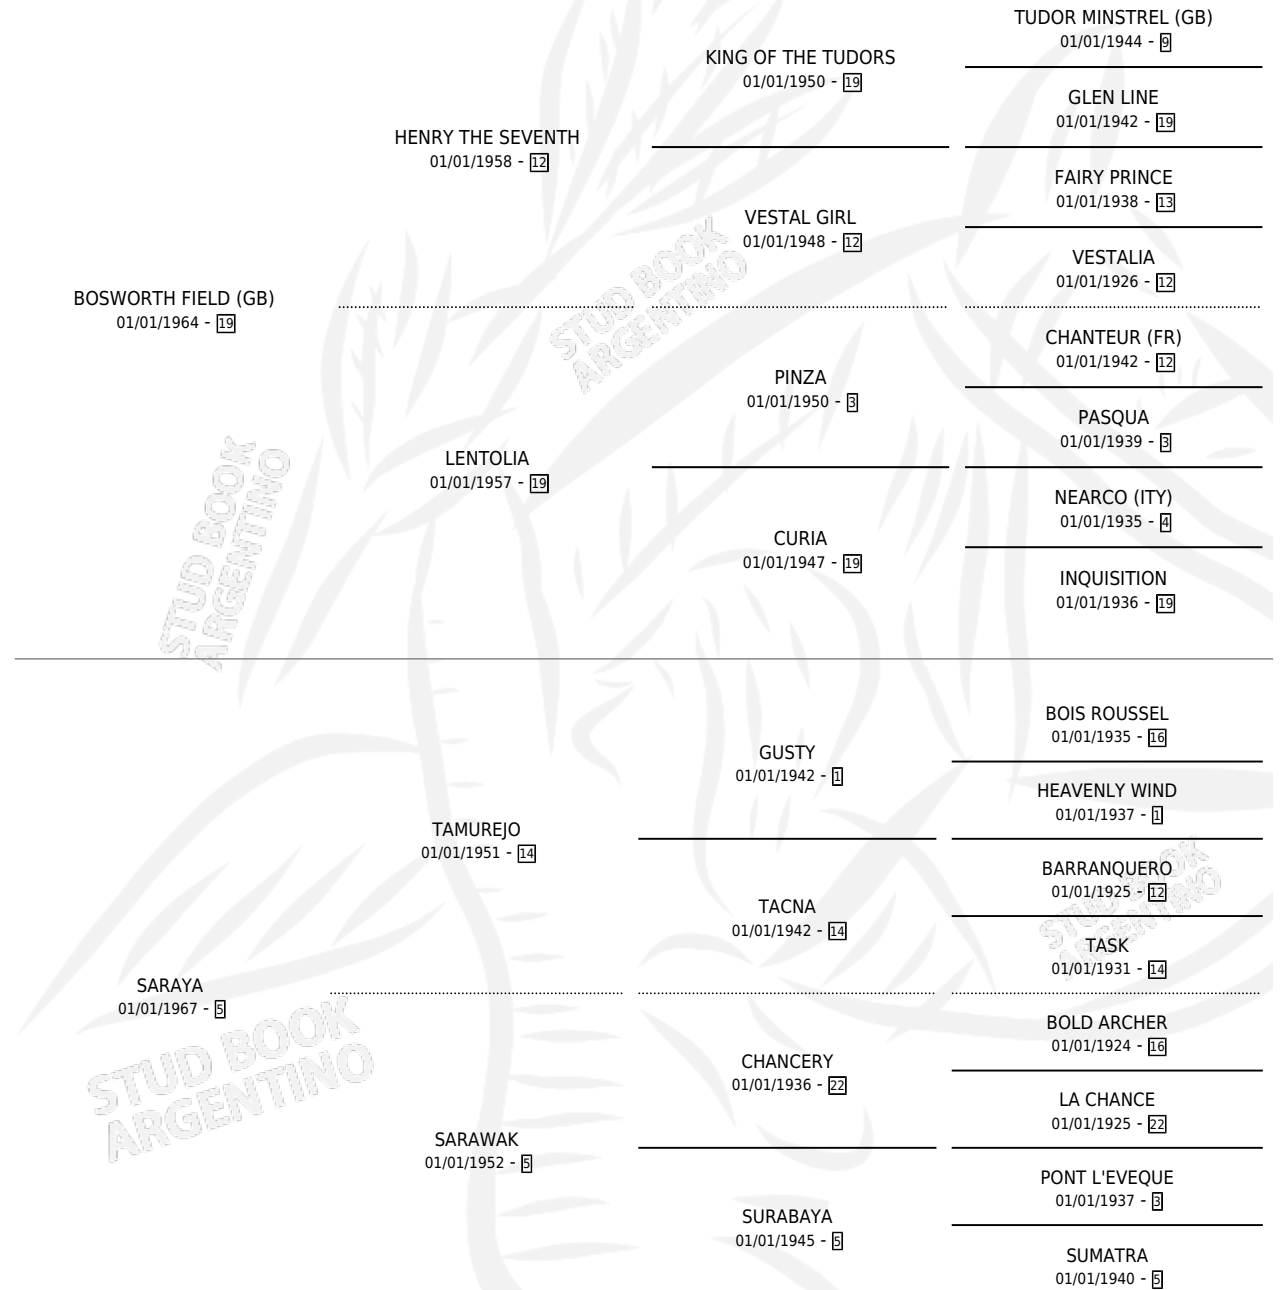 TUDOR MINSTREL (GB)
01/01/1944 - 9
KING OF THE TUDORS
01/01/1950 - 19
GLEN LINE
01/01/1942 - 19
HENRY THE SEVENTH
01/01/1958 - 12
FAIRY PRINCE
01/01/1938 - 13
VESTAL GIRL
01/01/1948 - 12
VESTALIA
01/01/1926 - 12
BOSWORTH FIELD (GB)
01/01/1964 - 19
CHANTEUR (FR)
01/01/1942 - 12
PINZA
01/01/1950 - 3
PASQUA
01/01/1939 - 3
LENTOLIA
01/01/1957 - 19
NEARCO (ITY)
01/01/1935 - 4
CURIA
01/01/1947 - 19
INQUISITION
01/01/1936 - 19
BOIS ROUSSEL
01/01/1935 - 16
GUSTY
01/01/1942 - 1
HEAVENLY WIND
01/01/1937 - 1
TAMUREJO
01/01/1951 - 14
BARRANQUERO
01/01/1925 - 12
TACNA
01/01/1942 - 14
TASK
01/01/1931 - 14
SARAYA
01/01/1967 - 5
BOLD ARCHER
01/01/1924 - 16
CHANCERY
01/01/1936 - 22
LA CHANCE
01/01/1925 - 22
SARAWAK
01/01/1952 - 5
PONT L'EVEQUE
01/01/1937 - 3
SURABAYA
01/01/1945 - 5
SUMATRA
01/01/1940 - 5
STUD BOOK
ARGENTINO
STUD BOOK
ARGENTINO
STUD BOOK
ARGENTINO
STUD BOOK
ARGENTINO